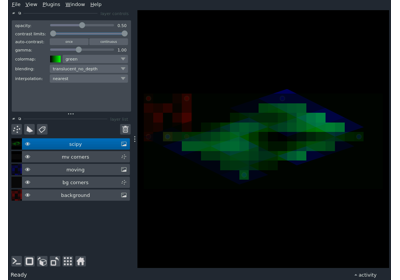 File View Plugins Window Help
layer controls
opacity: 0.50
contrast limits:
auto-contrast: once continuous
gamma: 1.00
colormap: green
blending: translucent_no_depth
interpolation: nearest
layer list
scipy
mv corners
moving
bg corners
background
Ready
activity